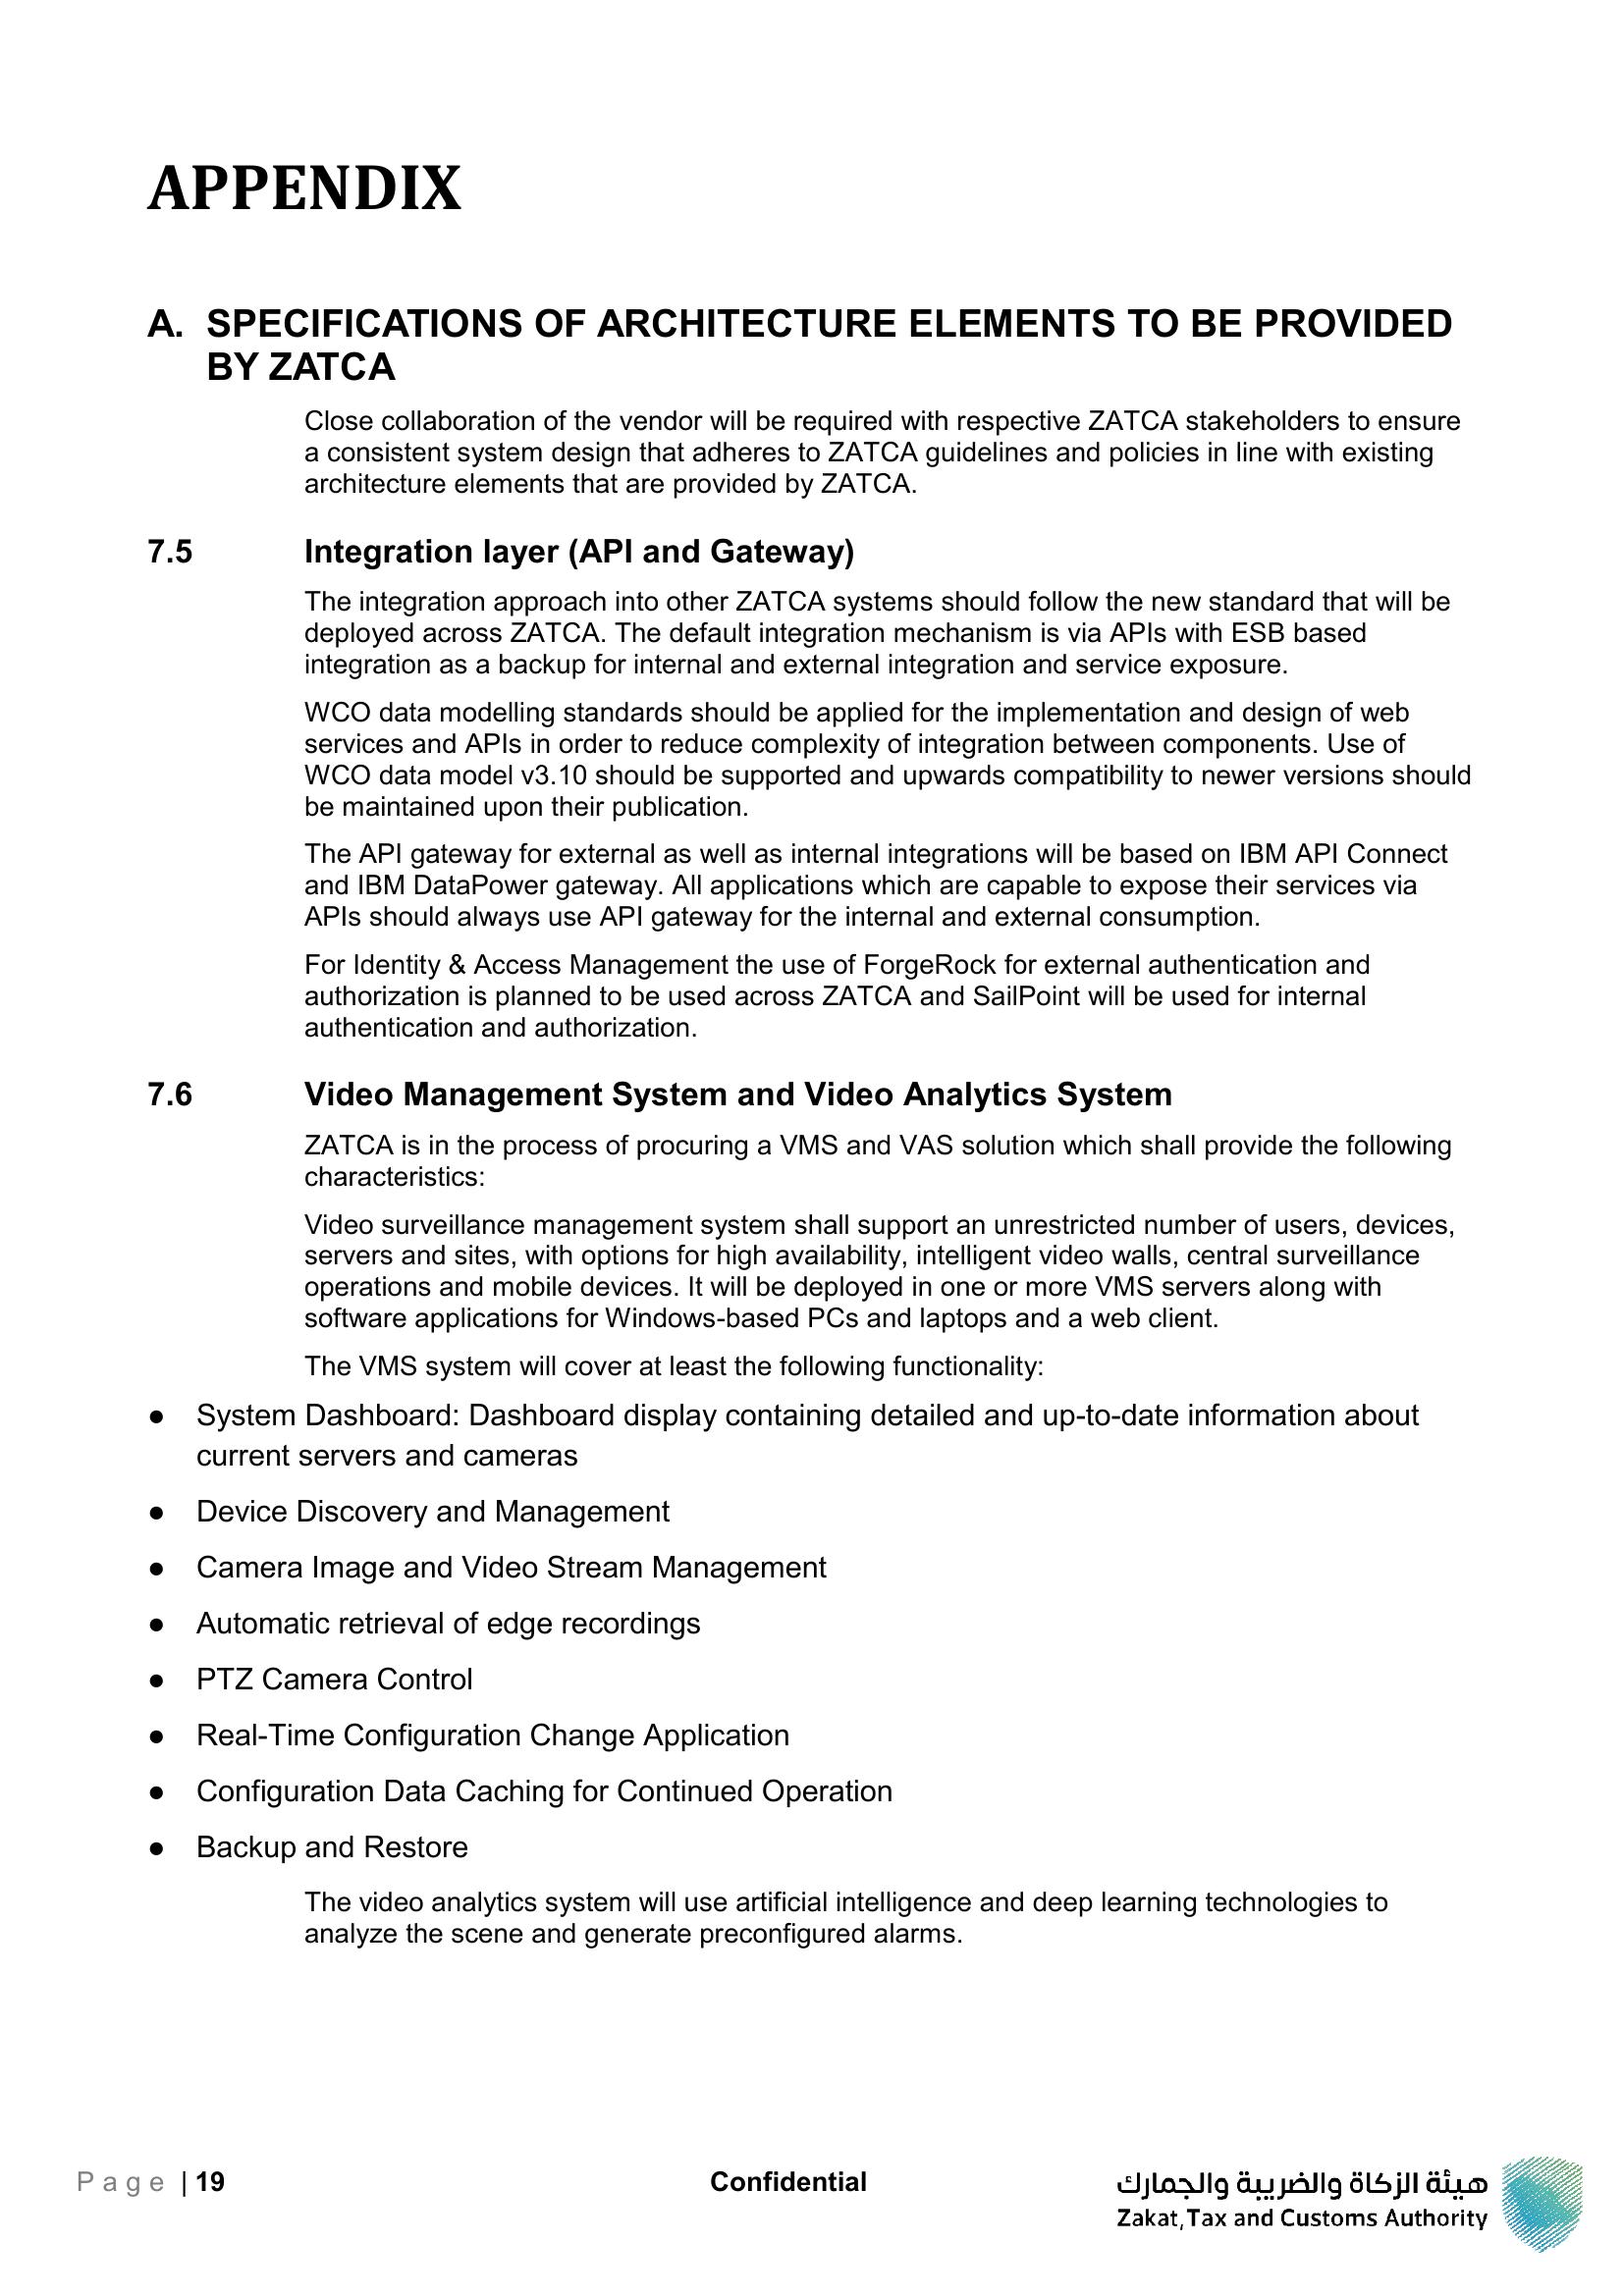 APPENDIX
A. SPECIFICATIONS OF ARCHITECTURE ELEMENTS TO BE PROVIDED
BY ZATCA
Close collaboration of the vendor will be required with respective ZATCA stakeholders to ensure
a consistent system design that adheres to ZATCA guidelines and policies in line with existing
architecture elements that are provided by ZATCA.
7.5 Integration layer (API and Gateway)
The integration approach into other ZATCA systems should follow the new standard that will be
deployed across ZATCA. The default integration mechanism is via APIs with ESB based
integration as a backup for internal and external integration and service exposure.
WCO data modelling standards should be applied for the implementation and design of web
services and APIs in order to reduce complexity of integration between components. Use of
WCO data model v3.10 should be supported and upwards compatibility to newer versions should
be maintained upon their publication.
The API gateway for external as well as internal integrations will be based on IBM API Connect
and IBM DataPower gateway. All applications which are capable to expose their services via
APIs should always use API gateway for the internal and external consumption.
For Identity & Access Management the use of ForgeRock for external authentication and
authorization is planned to be used across ZATCA and SailPoint will be used for internal
authentication and authorization.
7.6 Video Management System and Video Analytics System
ZATCA is in the process of procuring a VMS and VAS solution which shall provide the following
characteristics:
Video surveillance management system shall support an unrestricted number of users, devices,
servers and sites, with options for high availability, intelligent video walls, central surveillance
operations and mobile devices. It will be deployed in one or more VMS servers along with
software applications for Windows-based PCs and laptops and a web client.
The VMS system will cover at least the following functionality:
● System Dashboard: Dashboard display containing detailed and up-to-date information about
current servers and cameras
● Device Discovery and Management
● Camera Image and Video Stream Management
● Automatic retrieval of edge recordings
● PTZ Camera Control
● Real-Time Configuration Change Application
● Configuration Data Caching for Continued Operation
● Backup and Restore
The video analytics system will use artificial intelligence and deep learning technologies to
analyze the scene and generate preconfigured alarms.
Page | 19
Confidential
هيئة الزكاة والضريبة والجمارك
Zakat, Tax and Customs Authority